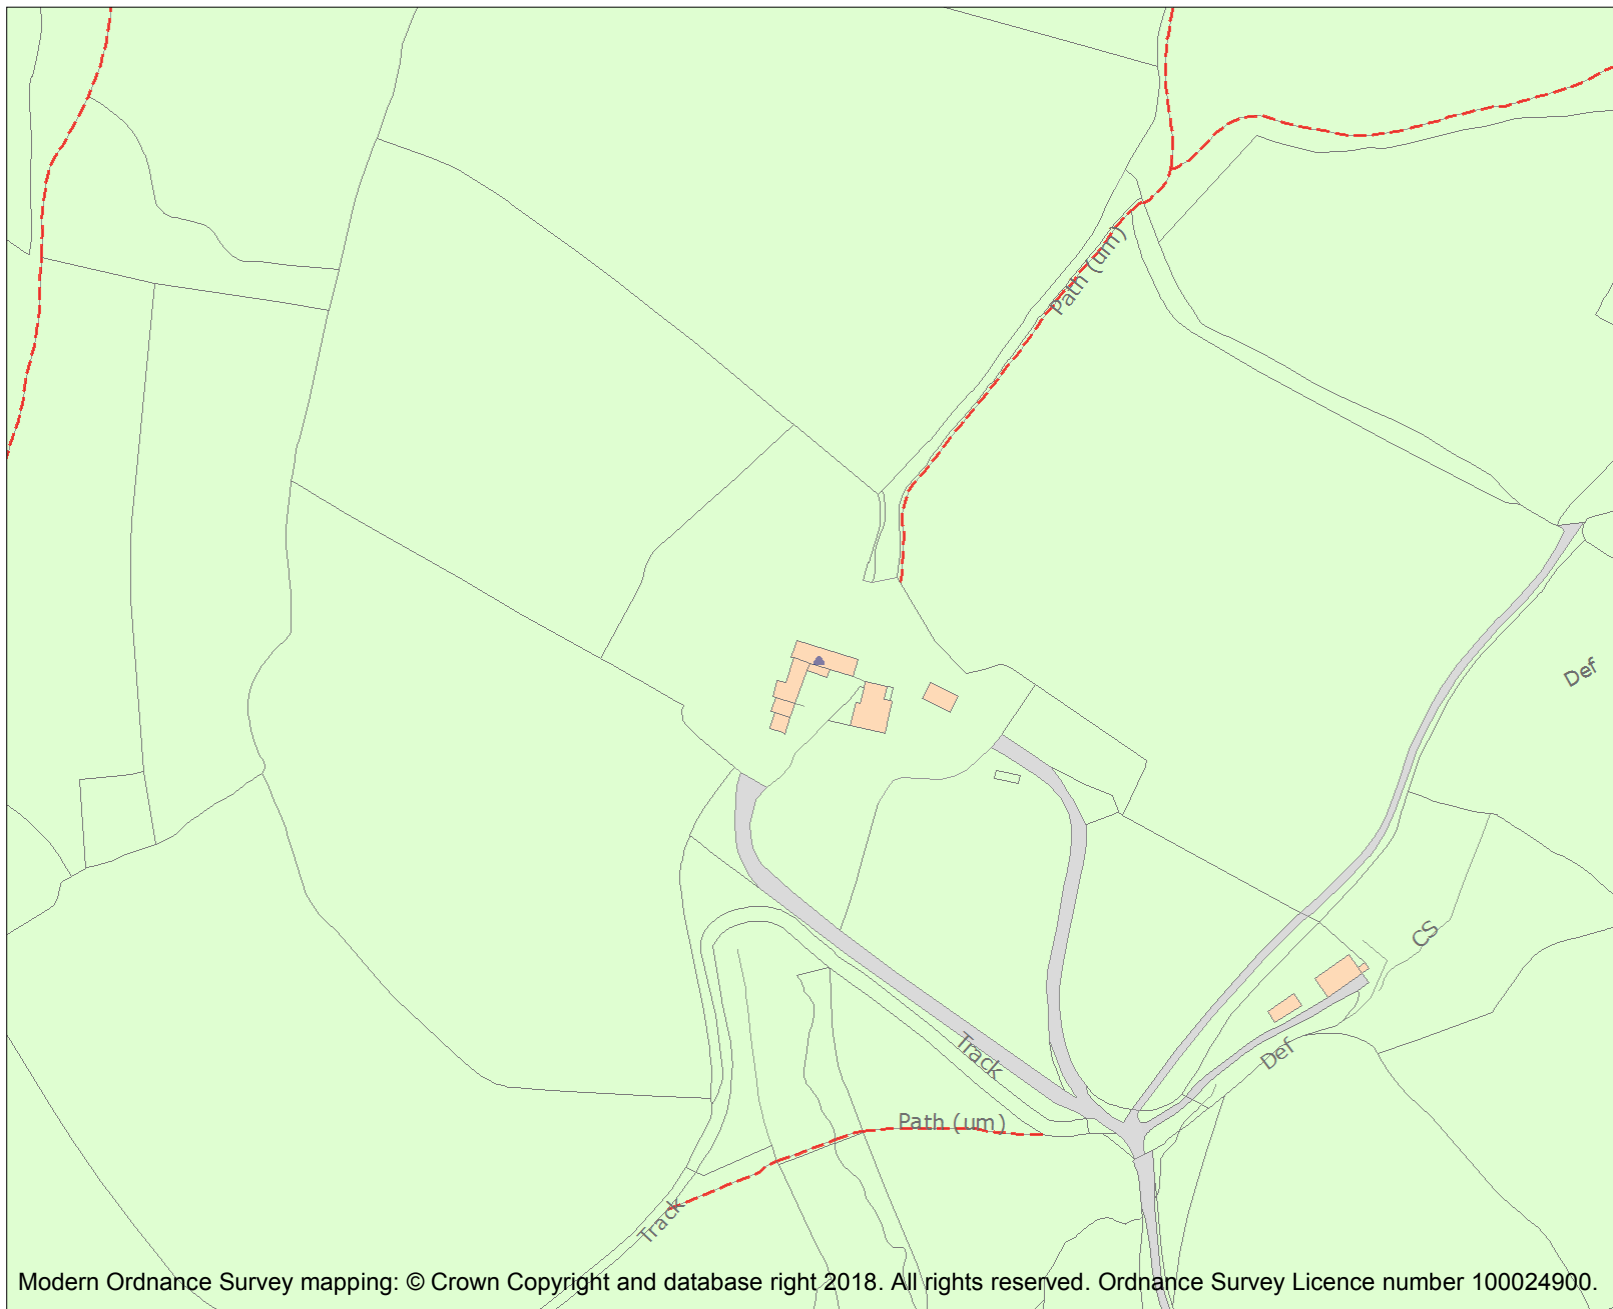 Path (um)
Def
CS
Track
Def
Path (um)
Track
Modern Ordnance Survey mapping: © Crown Copyright and database right 2018. All rights reserved. Ordnance Survey Licence number 100024900.